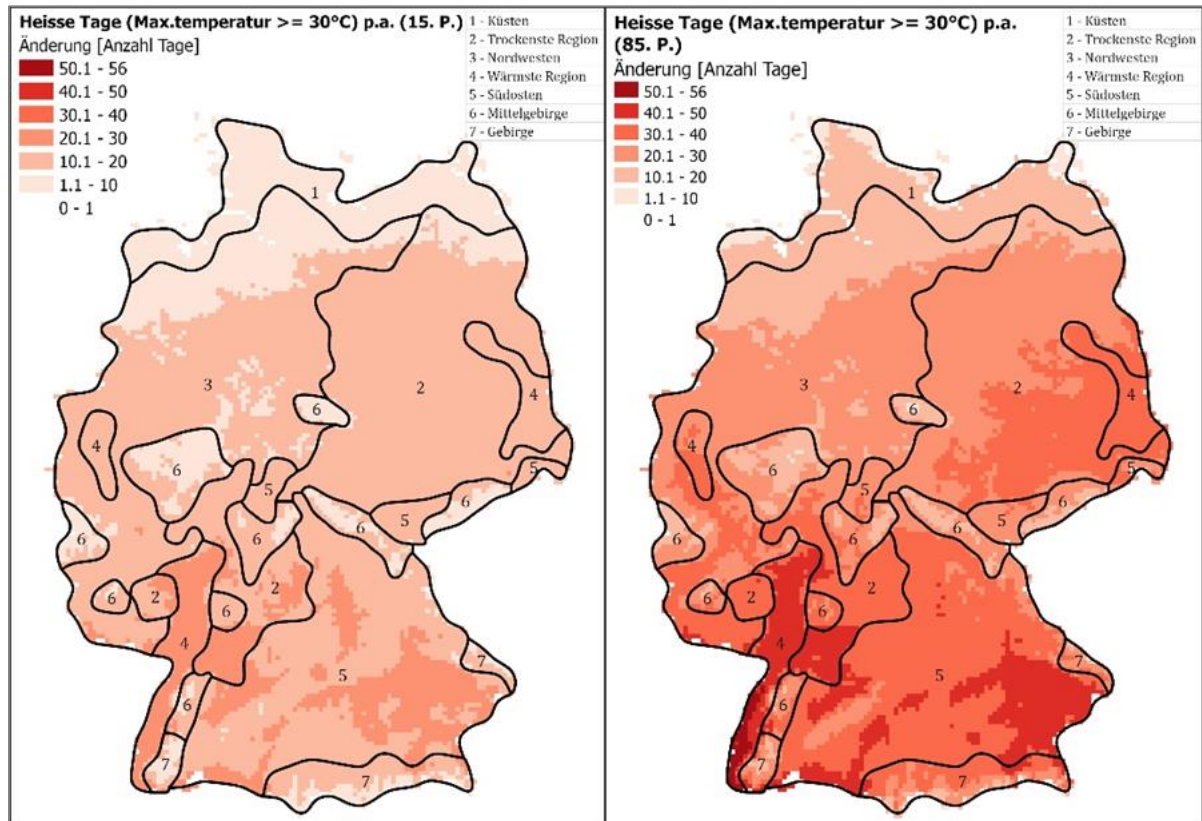 Heisse Tage (Max.temperatur >= 30°C) p.a. (15. P.)
Änderung [Anzahl Tage]
50.1 - 56
40.1 - 50
30.1 - 40
20.1 - 30
10.1 - 20
1.1 - 10
0 - 1
1 - Küsten
2 - Trockenste Region
3 - Nordwesten
4 - Wärmste Region
5 - Südosten
6 - Mittelgebirge
7 - Gebirge
1
3
2
6
4
4
6
5
5
6
5
6
6
6
6
2
2
6
4
7
5
6
7
7
Heisse Tage (Max.temperatur >= 30°C) p.a.
(85. P.)
Änderung [Anzahl Tage]
50.1 - 56
40.1 - 50
30.1 - 40
20.1 - 30
10.1 - 20
1.1 - 10
0 - 1
1 - Küsten
2 - Trockenste Region
3 - Nordwesten
4 - Wärmste Region
5 - Südosten
6 - Mittelgebirge
7 - Gebirge
1
3
2
6
4
4
6
5
5
6
5
6
6
6
6
2
2
6
4
7
5
6
7
7